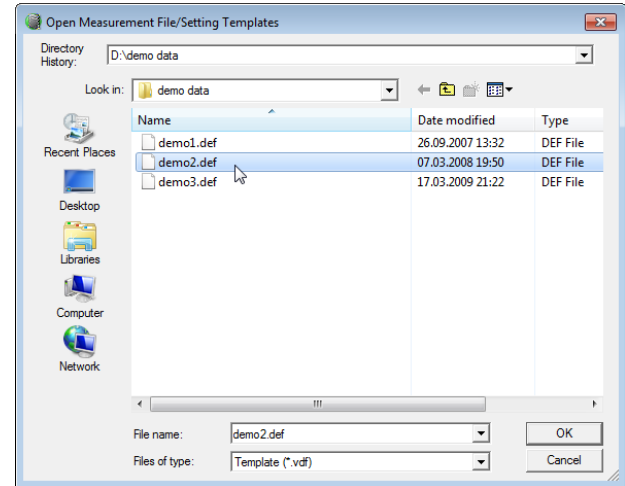 Open Measurement File/Setting Templates
Directory History: D:\demo data
Look in: demo data
Name Date modified Type
demo1.def 26.09.2007 13:32 DEF File
demo2.def 07.03.2008 19:50 DEF File
demo3.def 17.03.2009 21:22 DEF File
Recent Places
Desktop
Libraries
Computer
Network
File name: demo2.def OK
Files of type: Template (*.vdf) Cancel